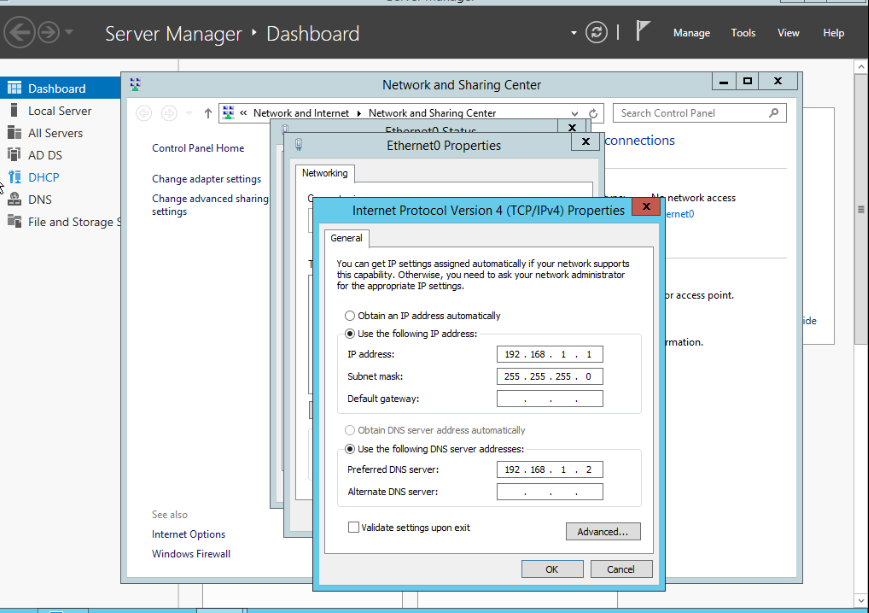 Server Manager
Server Manager ‣ Dashboard
Manage Tools View Help
Dashboard
Local Server
All Servers
AD DS
DHCP
DNS
File and Storage S
Network and Sharing Center
« Network and Internet ▸ Network and Sharing Center
Search Control Panel
Control Panel Home
Change adapter settings
Change advanced sharing
settings
See also
Internet Options
Windows Firewall
connections
No network access
ernet0
or access point.
rmation.
ide
Ethernet0 Status
Ethernet0 Properties
Networking
Internet Protocol Version 4 (TCP/IPv4) Properties
General
You can get IP settings assigned automatically if your network supports
this capability. Otherwise, you need to ask your network administrator
for the appropriate IP settings.
Obtain an IP address automatically
Use the following IP address:
IP address: 192 . 168 . 1 . 1
Subnet mask: 255 . 255 . 255 . 0
Default gateway: . . .
Obtain DNS server address automatically
Use the following DNS server addresses:
Preferred DNS server: 192 . 168 . 1 . 2
Alternate DNS server: . . .
Validate settings upon exit
Advanced...
OK Cancel